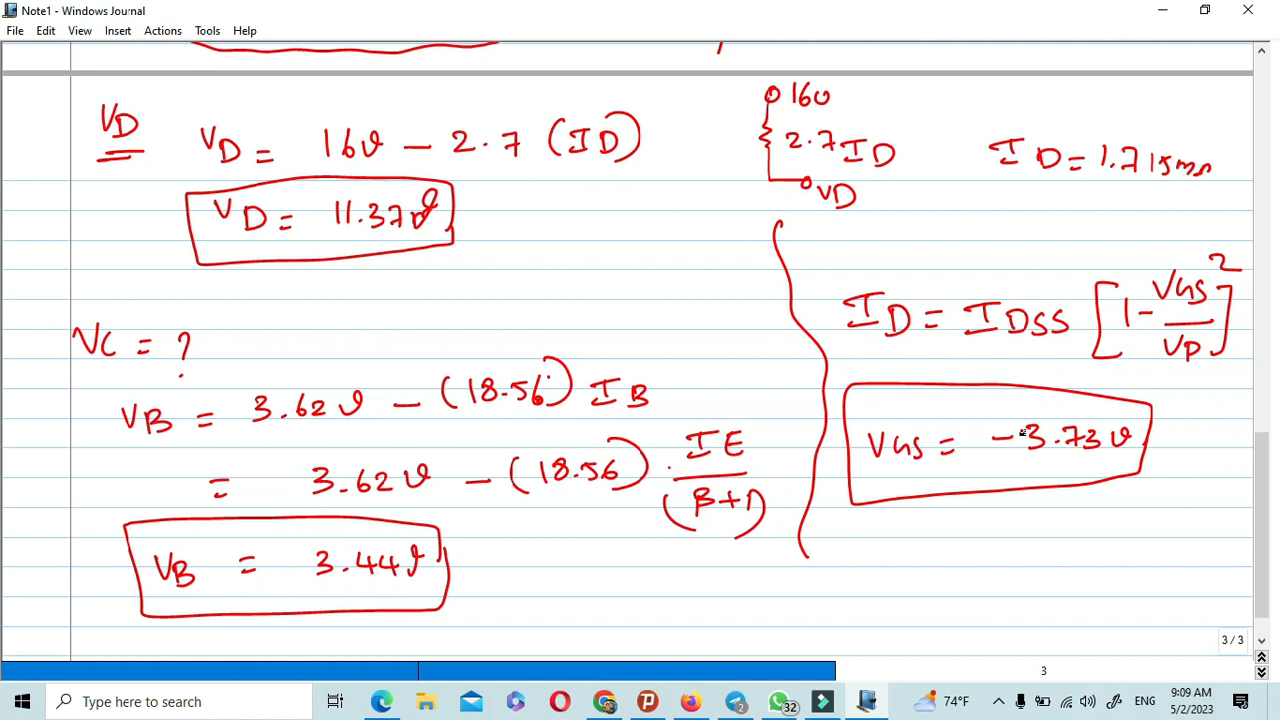 Note1 - Windows Journal
File Edit View Insert Actions Tools Help
VD
VD = 16v - 2.7 (ID)
VD = 11.37v
16v
2.7 ID
VD
ID = 1.715mA
VC = ?
VB = 3.62v - (18.56) IB
= 3.62v - (18.56) . IE
(β+1)
VB = 3.44v
ID = IDSS [1 - VGS
VP]2
VGS = -3.73v
3 / 3
3
Type here to search
2
32
74°F
ENG
9:09 AM
5/2/2023